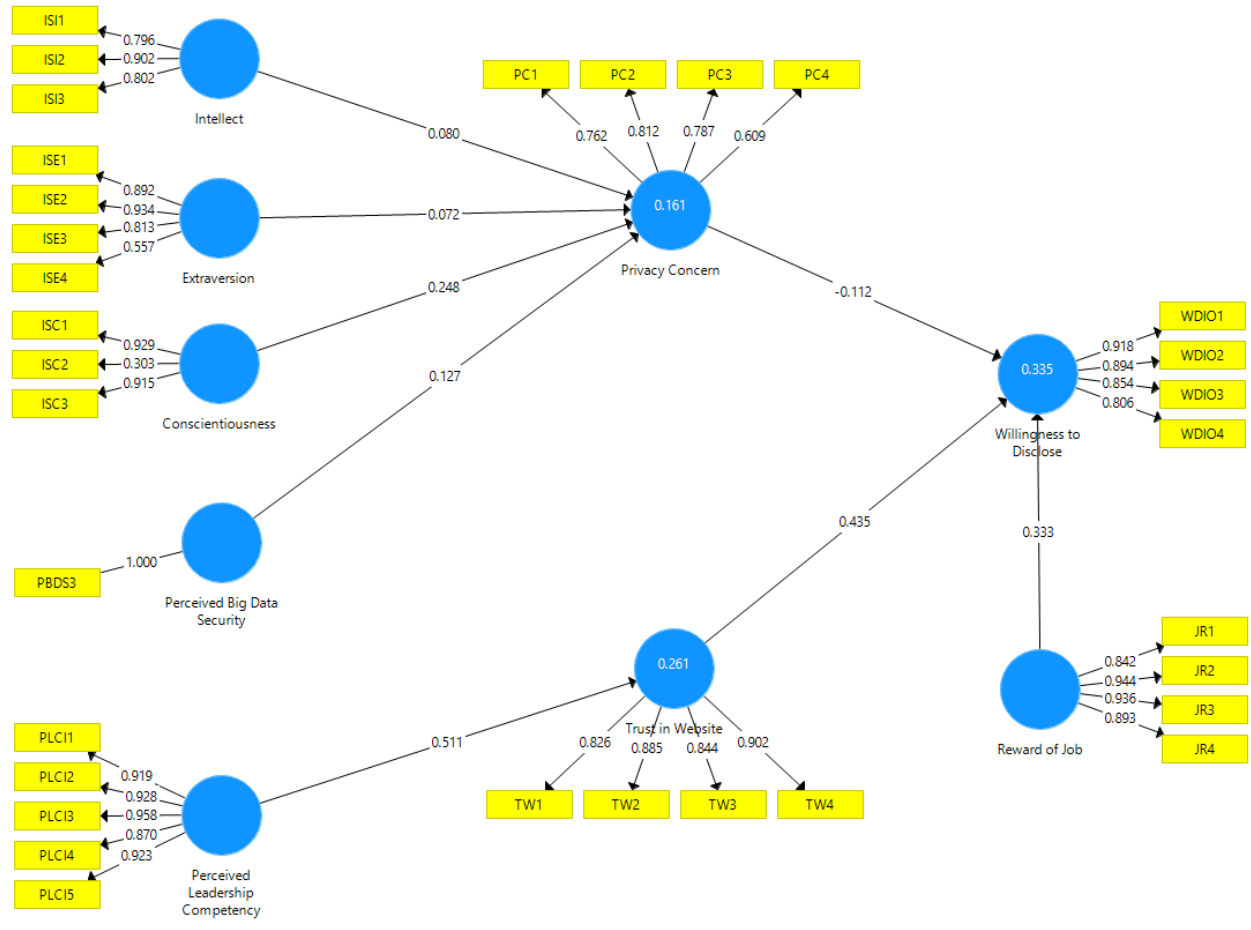 ISI1
ISI2
ISI3
0.796
0.902
0.802
Intellect
ISE1
ISE2
ISE3
ISE4
0.892
0.934
0.813
0.557
Extraversion
ISC1
ISC2
ISC3
0.929
0.303
0.915
Conscientiousness
PBDS3
1.000
Perceived Big Data
Security
PLCI1
PLCI2
PLCI3
PLCI4
PLCI5
0.919
0.928
0.958
0.870
0.923
Perceived
Leadership
Competency
0.080
0.072
0.248
0.127
0.511
PC1
PC2
PC3
PC4
0.762
0.812
0.787
0.609
0.161
Privacy Concern
-0.112
0.435
0.333
0.261
Trust in Website
0.826
0.885
0.844
0.902
TW1
TW2
TW3
TW4
0.335
Willingness to
Disclose
0.918
0.894
0.854
0.806
WDIO1
WDIO2
WDIO3
WDIO4
Reward of Job
0.842
0.944
0.936
0.893
JR1
JR2
JR3
JR4